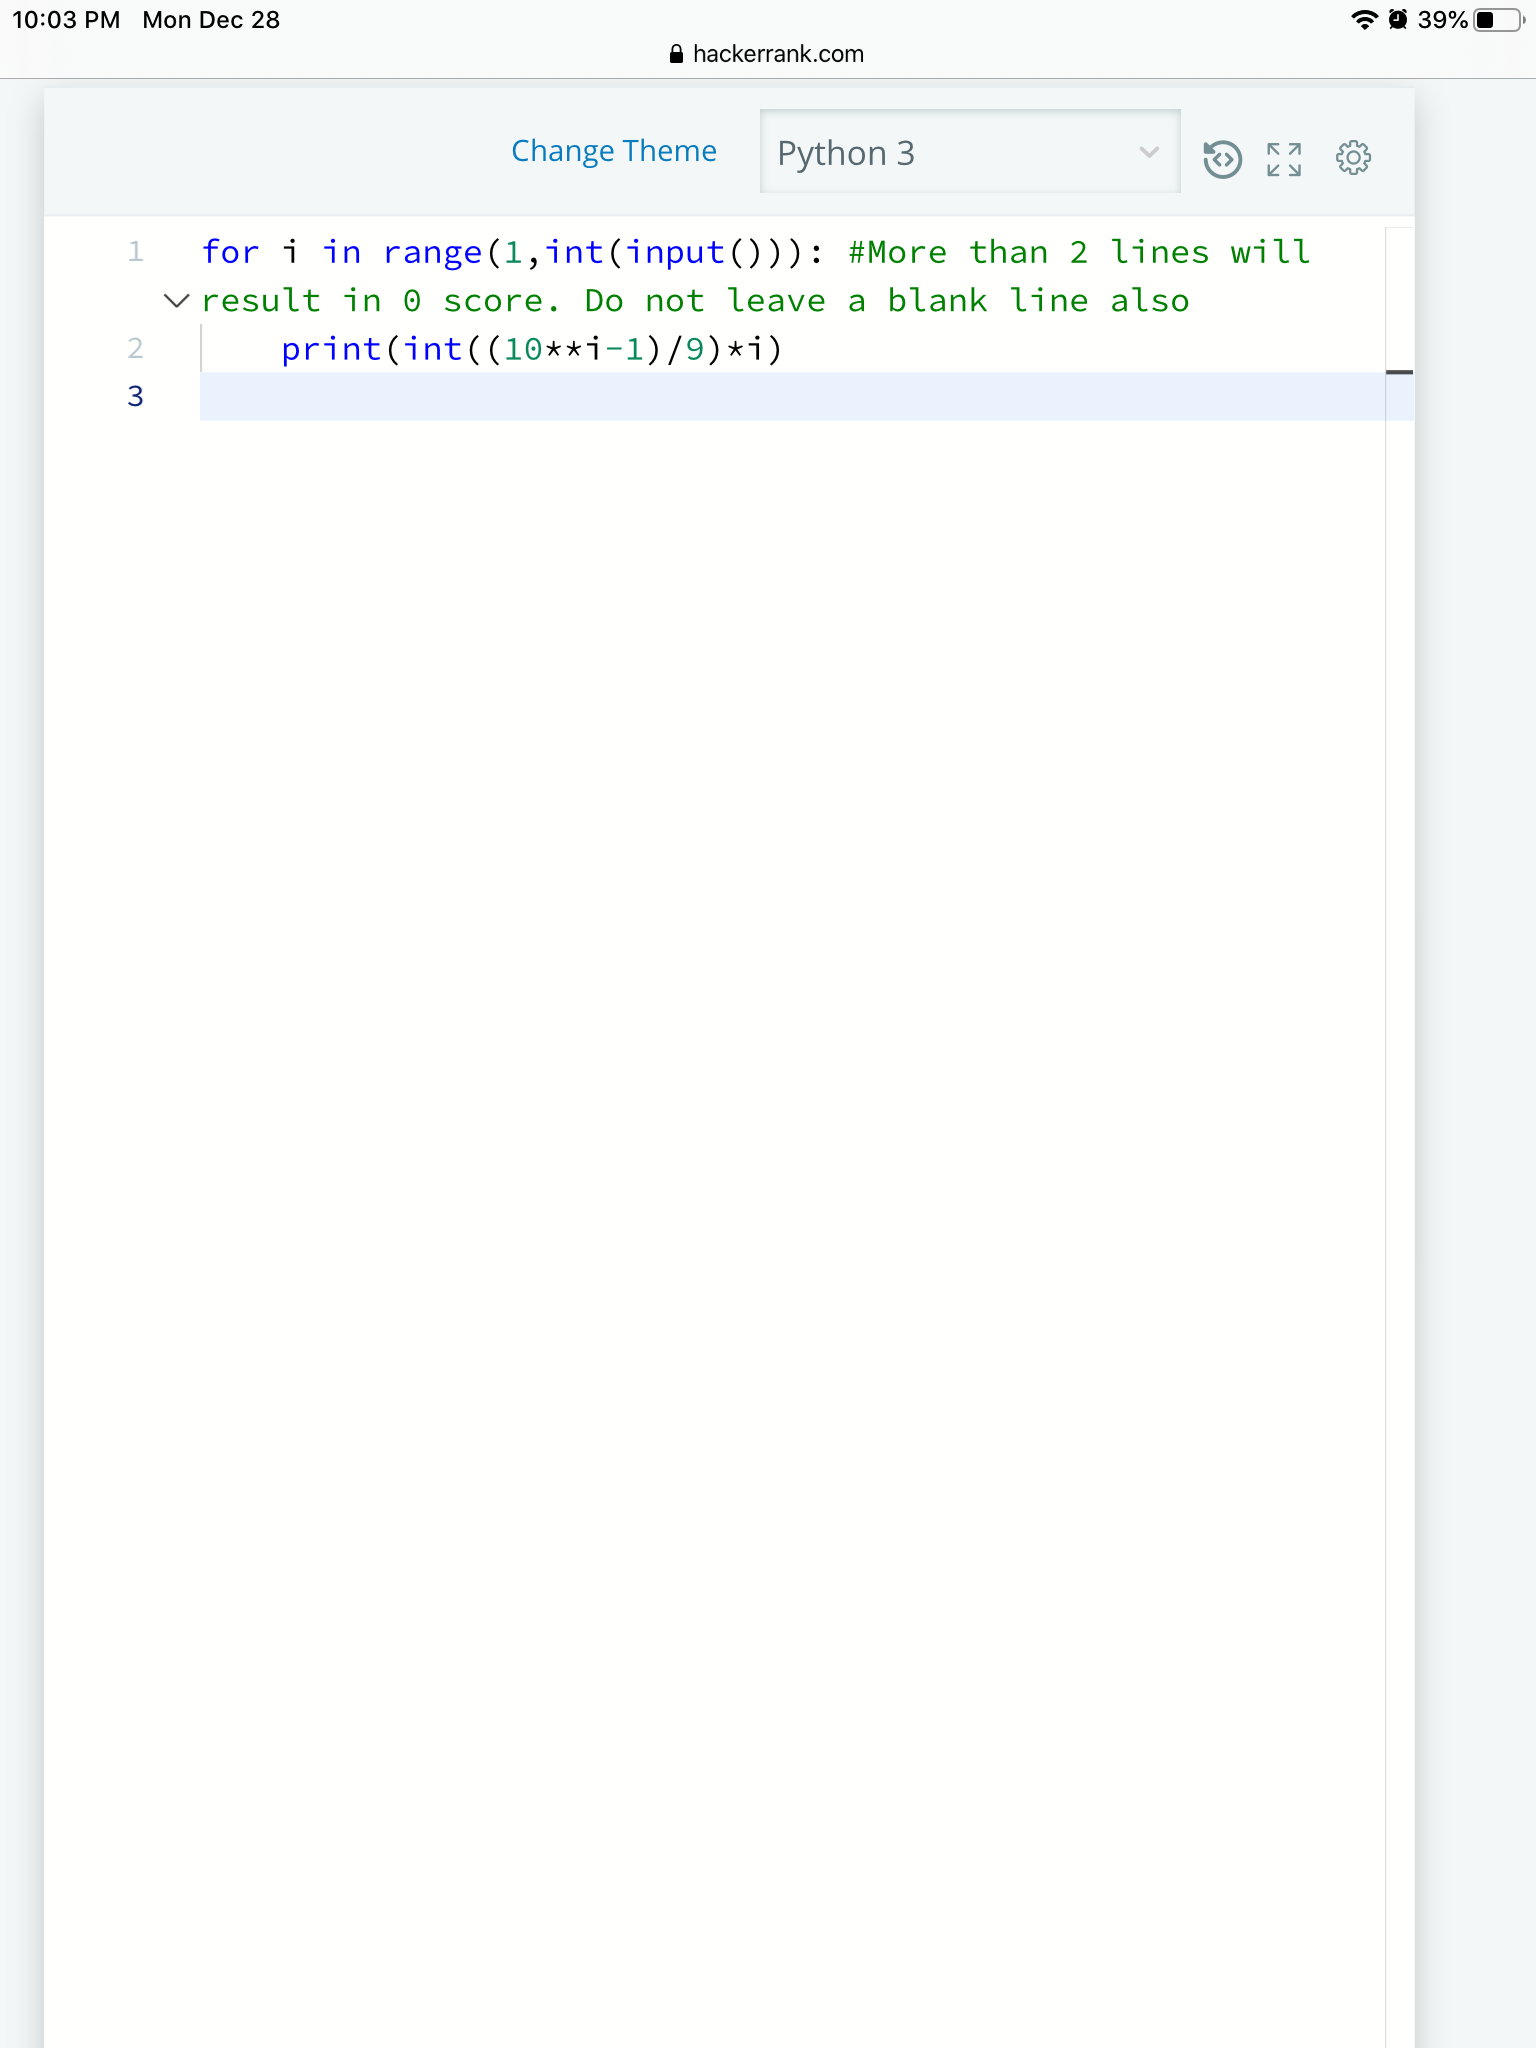 10:03 PM Mon Dec 28 39%
hackerrank.com
Change Theme Python 3
1 for i in range(1,int(input())): #More than 2 lines will
result in 0 score. Do not leave a blank line also
2 print(int((10**i-1)/9)*i)
3